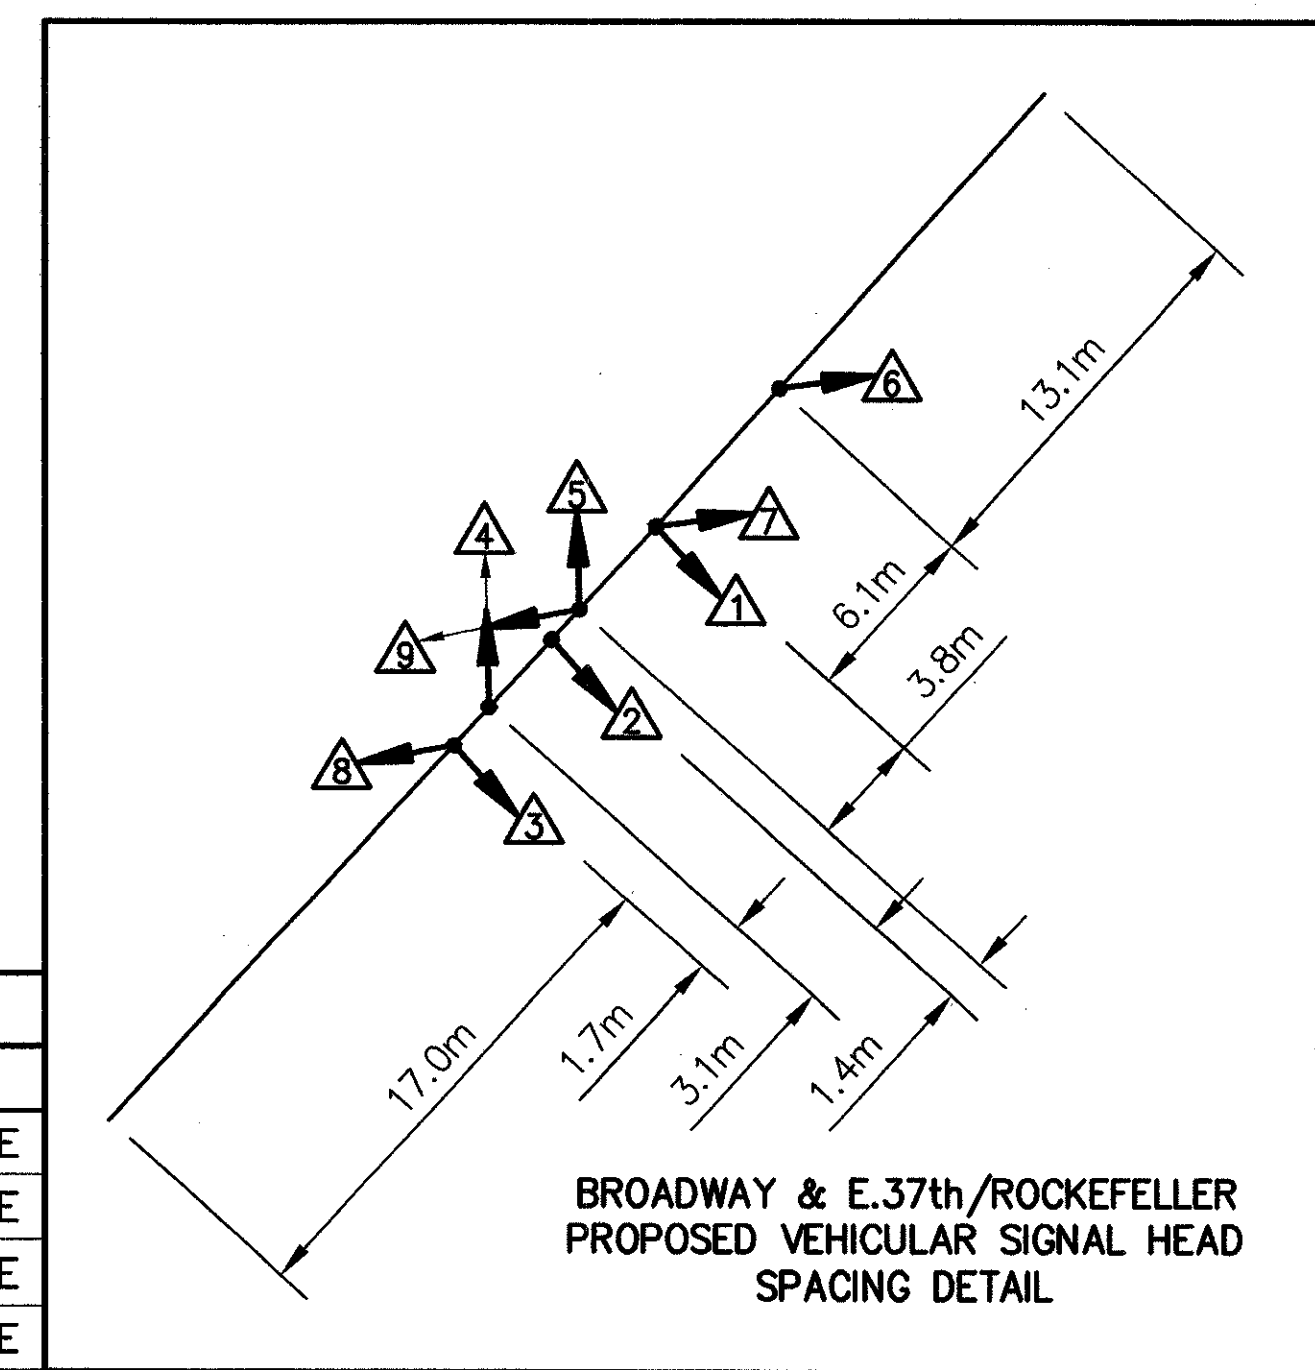 6
13.1m
5
7
4
1
6.1m
9
3.8m
2
8
3
17.0m
1.7m
3.1m
1.4m
E
E
E
E
BROADWAY & E.37th/ROCKEFELLER
PROPOSED VEHICULAR SIGNAL HEAD
SPACING DETAIL